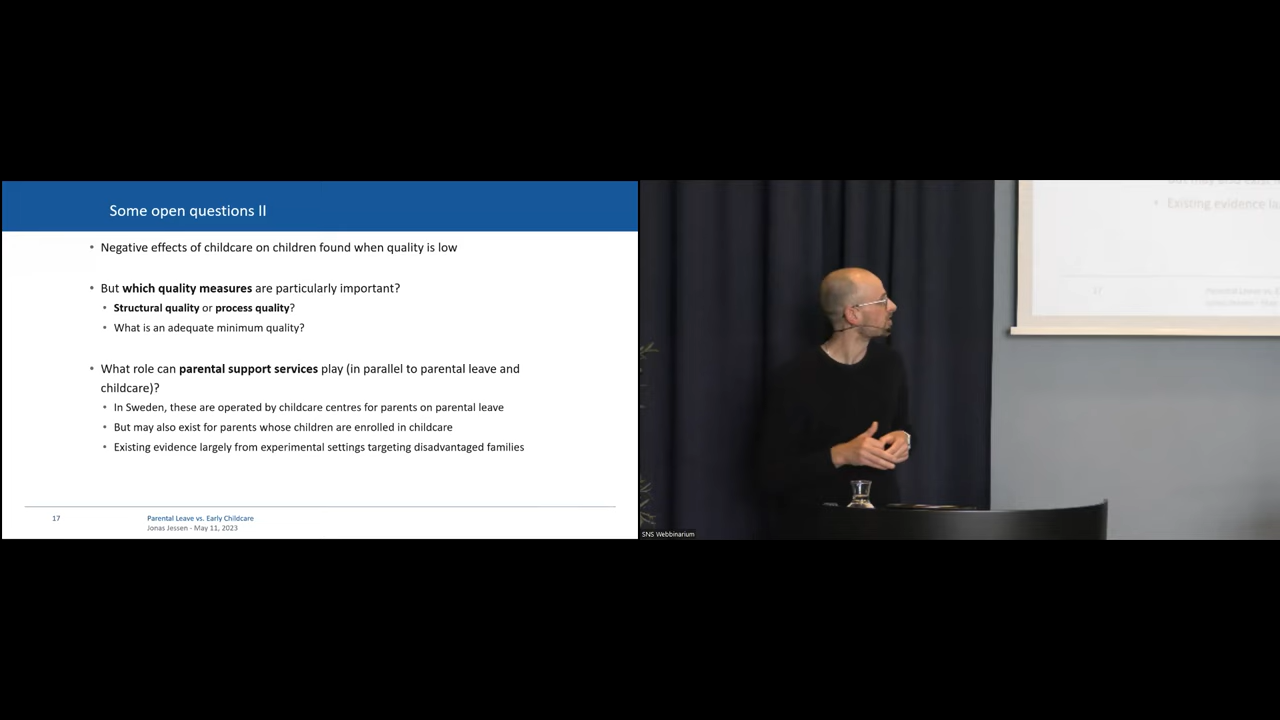 Some open questions II
• Negative effects of childcare on children found when quality is low
• But which quality measures are particularly important?
• Structural quality or process quality?
• What is an adequate minimum quality?
• What role can parental support services play (in parallel to parental leave and
childcare)?
• In Sweden, these are operated by childcare centres for parents on parental leave
• But may also exist for parents whose children are enrolled in childcare
• Existing evidence largely from experimental settings targeting disadvantaged families
17
Parental Leave vs. Early Childcare
Jonas Jessen - May 11, 2023
• Existing evidence la
17
SNS Webbinarium